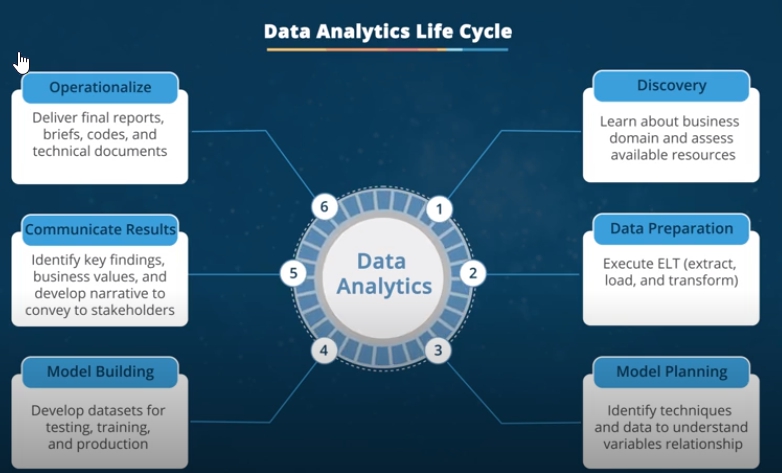 Data Analytics Life Cycle
Operationalize
Deliver final reports,
briefs, codes, and
technical documents
Discovery
Learn about business
domain and assess
available resources
Communicate Results
Identify key findings,
business values, and
develop narrative to
convey to stakeholders
Data Preparation
Execute ELT (extract,
load, and transform)
Model Building
Develop datasets for
testing, training,
and production
Model Planning
Identify techniques
and data to understand
variables relationship
6
1
5
2
4
3
Data
Analytics